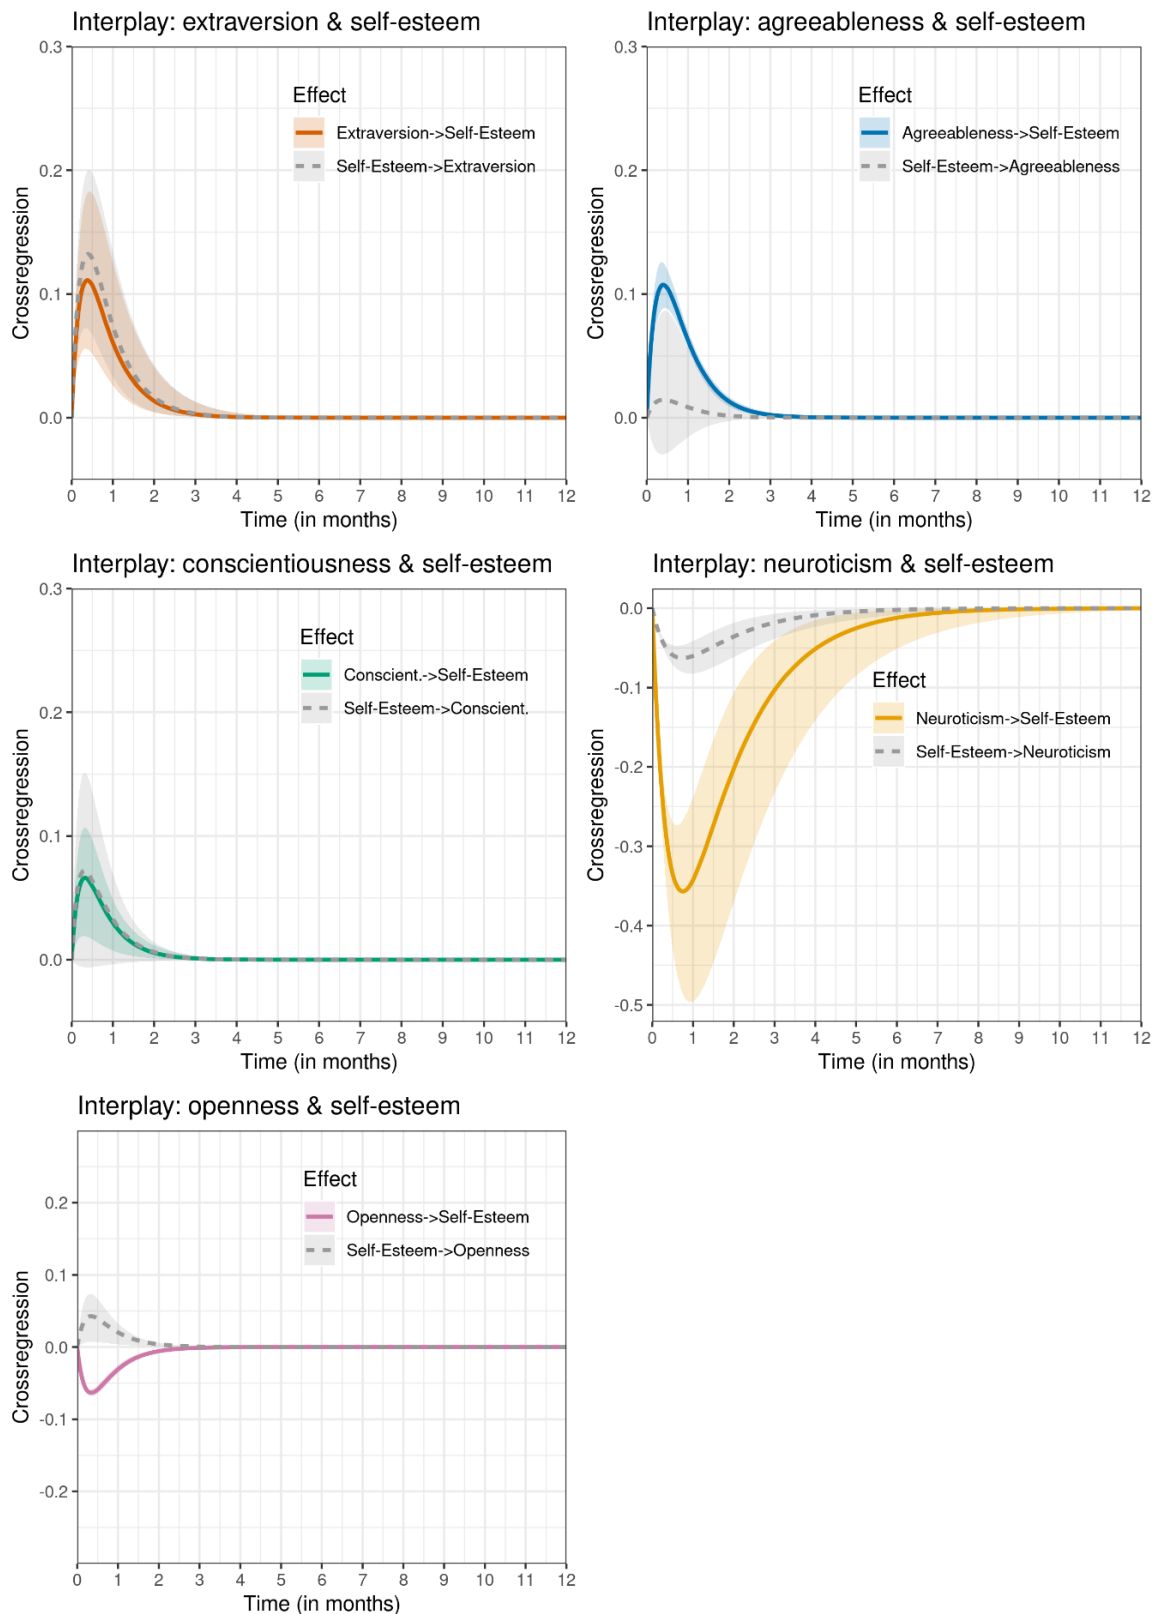 Interplay: extraversion & self-esteem
Effect
Extraversion->Self-Esteem
Self-Esteem->Extraversion
Crossregression
0.3
0.2
0.1
0.0
0 1 2 3 4 5 6 7 8 9 10 11 12
Time (in months)
Interplay: agreeableness & self-esteem
Effect
Agreeableness->Self-Esteem
Self-Esteem->Agreeableness
Crossregression
0.3
0.2
0.1
0.0
0 1 2 3 4 5 6 7 8 9 10 11 12
Time (in months)
Interplay: conscientiousness & self-esteem
Effect
Conscient.->Self-Esteem
Self-Esteem->Conscient.
Crossregression
0.3
0.2
0.1
0.0
0 1 2 3 4 5 6 7 8 9 10 11 12
Time (in months)
Interplay: neuroticism & self-esteem
Effect
Neuroticism->Self-Esteem
Self-Esteem->Neuroticism
Crossregression
0.0
-0.1
-0.2
-0.3
-0.4
-0.5
0 1 2 3 4 5 6 7 8 9 10 11 12
Time (in months)
Interplay: openness & self-esteem
Effect
Openness->Self-Esteem
Self-Esteem->Openness
Crossregression
0.2
0.1
0.0
-0.1
-0.2
0 1 2 3 4 5 6 7 8 9 10 11 12
Time (in months)